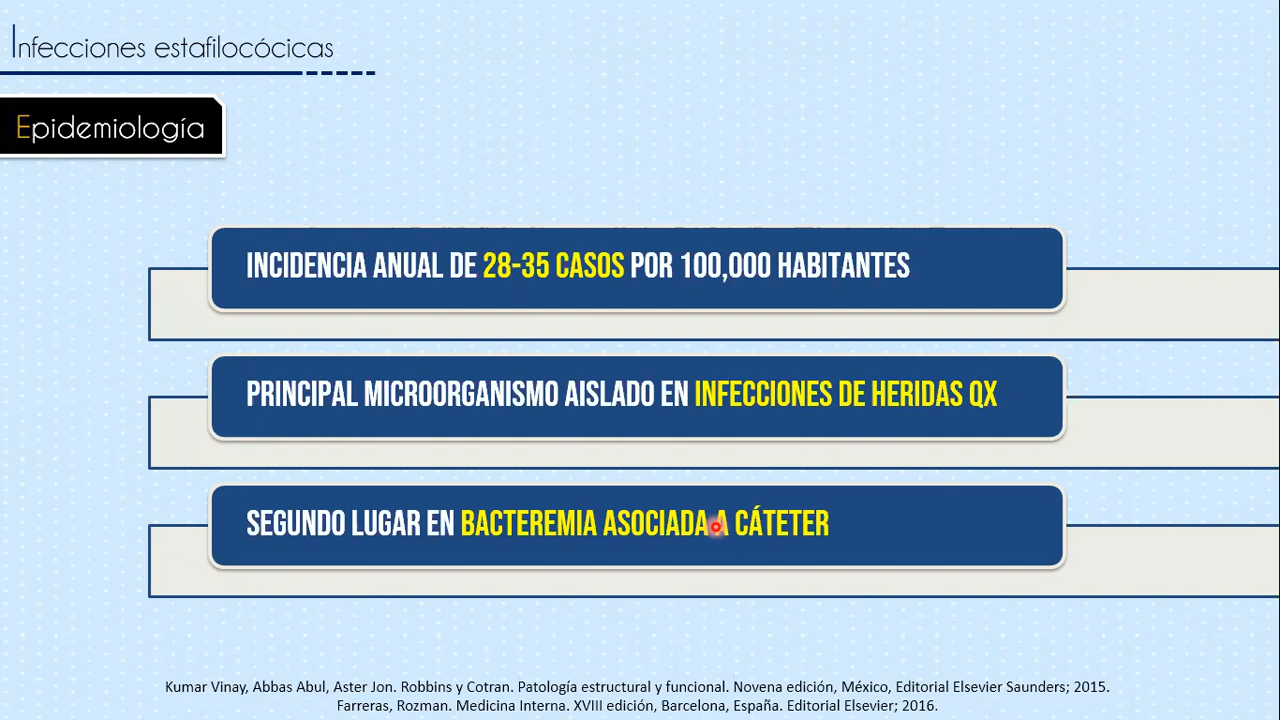 Infecciones estafilocócicas
Epidemiología
INCIDENCIA ANUAL DE 28-35 CASOS POR 100,000 HABITANTES
PRINCIPAL MICROORGANISMO AISLADO EN INFECCIONES DE HERIDAS QX
SEGUNDO LUGAR EN BACTEREMIA ASOCIADA A CÁTETER
Kumar Vinay, Abbas Abul, Aster Jon. Robbins y Cotran. Patología estructural y funcional. Novena edición, México, Editorial Elsevier Saunders; 2015.
Farreras, Rozman. Medicina Interna. XVIII edición, Barcelona, España. Editorial Elsevier; 2016.